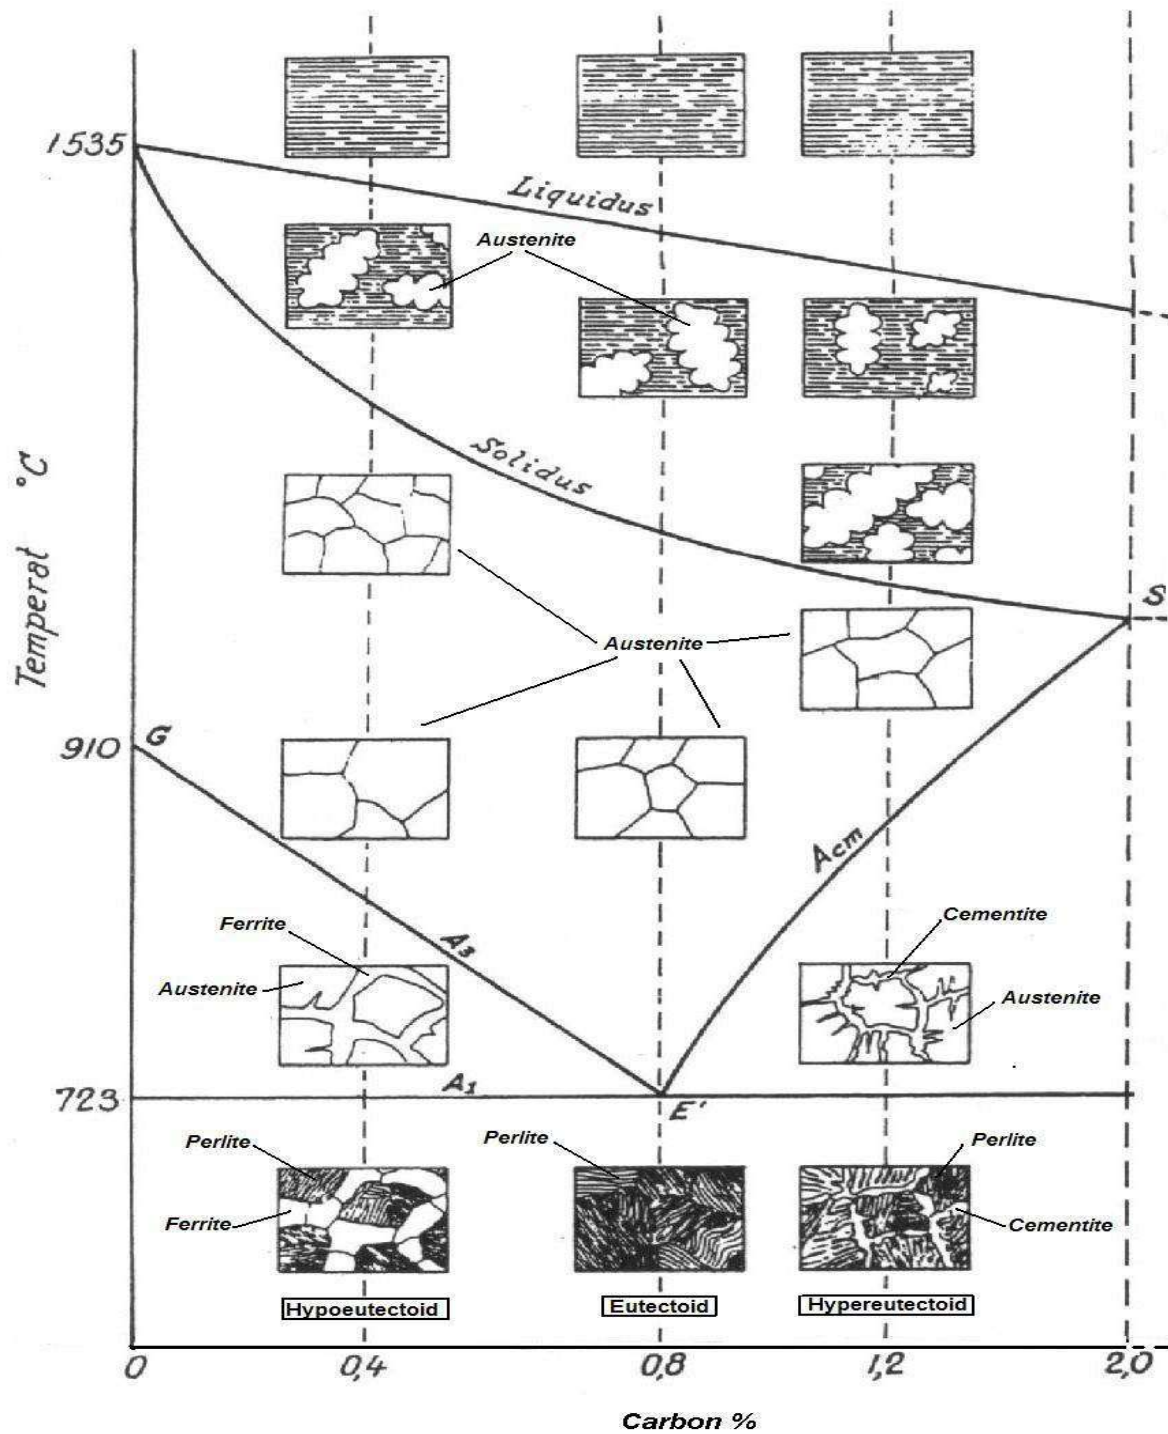 1535
Liquidus
Austenite
Solidus
Temperat °C
S
Austenite
G
910
Acm
Ferrite
Cementite
A3
Austenite
Austenite
A1
723
E'
Perlite
Perlite
Perlite
Ferrite
Cementite
Hypoeutectoid
Eutectoid
Hypereutectoid
0
0,4
0,8
1,2
2,0
Carbon %